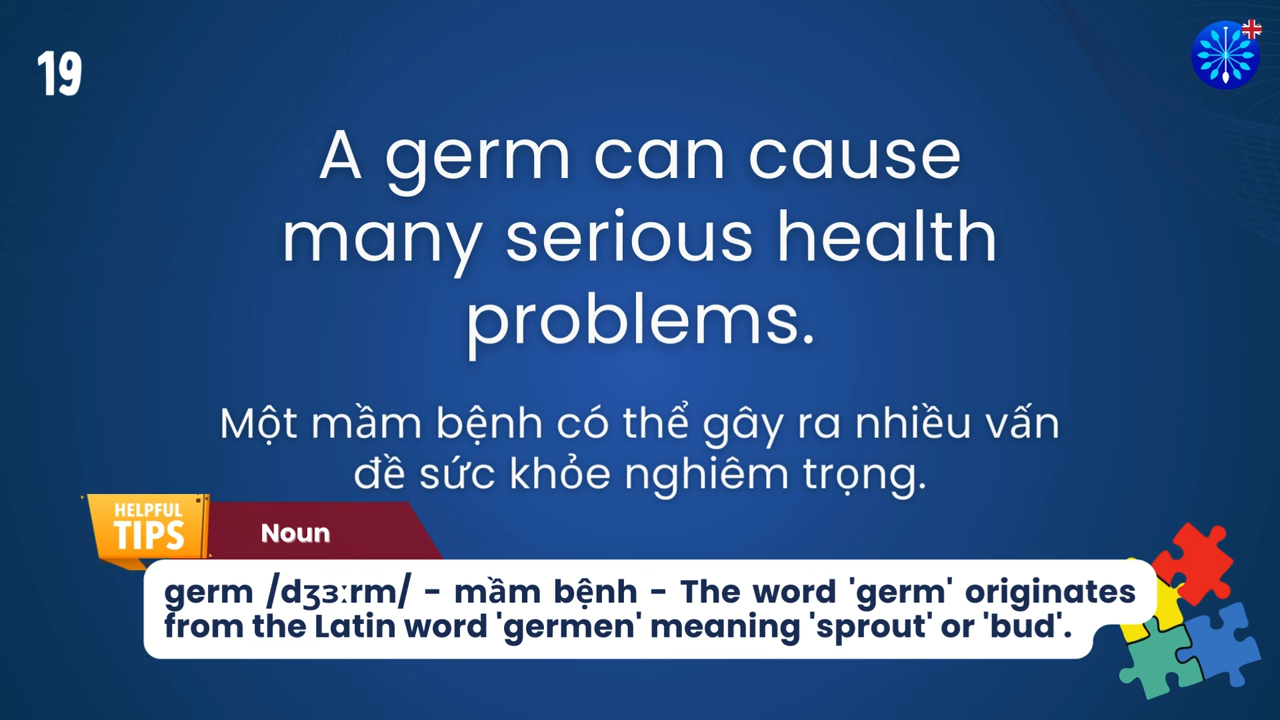 19
A germ can cause
many serious health
problems.
Một mầm bệnh có thể gây ra nhiều vấn
đề sức khỏe nghiêm trọng.
HELPFUL
TIPS
Noun
germ /dʒɜːrm/ - mầm bệnh - The word 'germ' originates
from the Latin word 'germen' meaning 'sprout' or 'bud'.